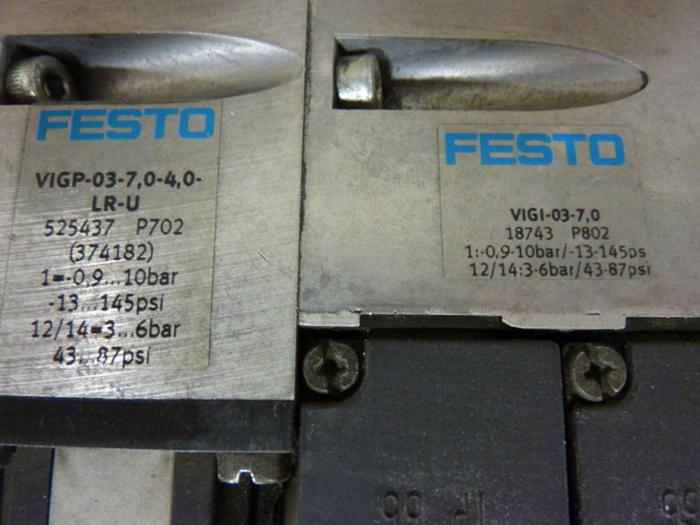 FESTO
VIGP-03-7,0-4,0-
LR-U
525437 P702
(374182)
1=-0,9...10bar
-13...145psi
12/14=3...6bar
43...87psi
FESTO
VIGI-03-7,0
18743 P802
1:-0,9-10bar/-13-145ps
12/14:3-6bar/43-87psi